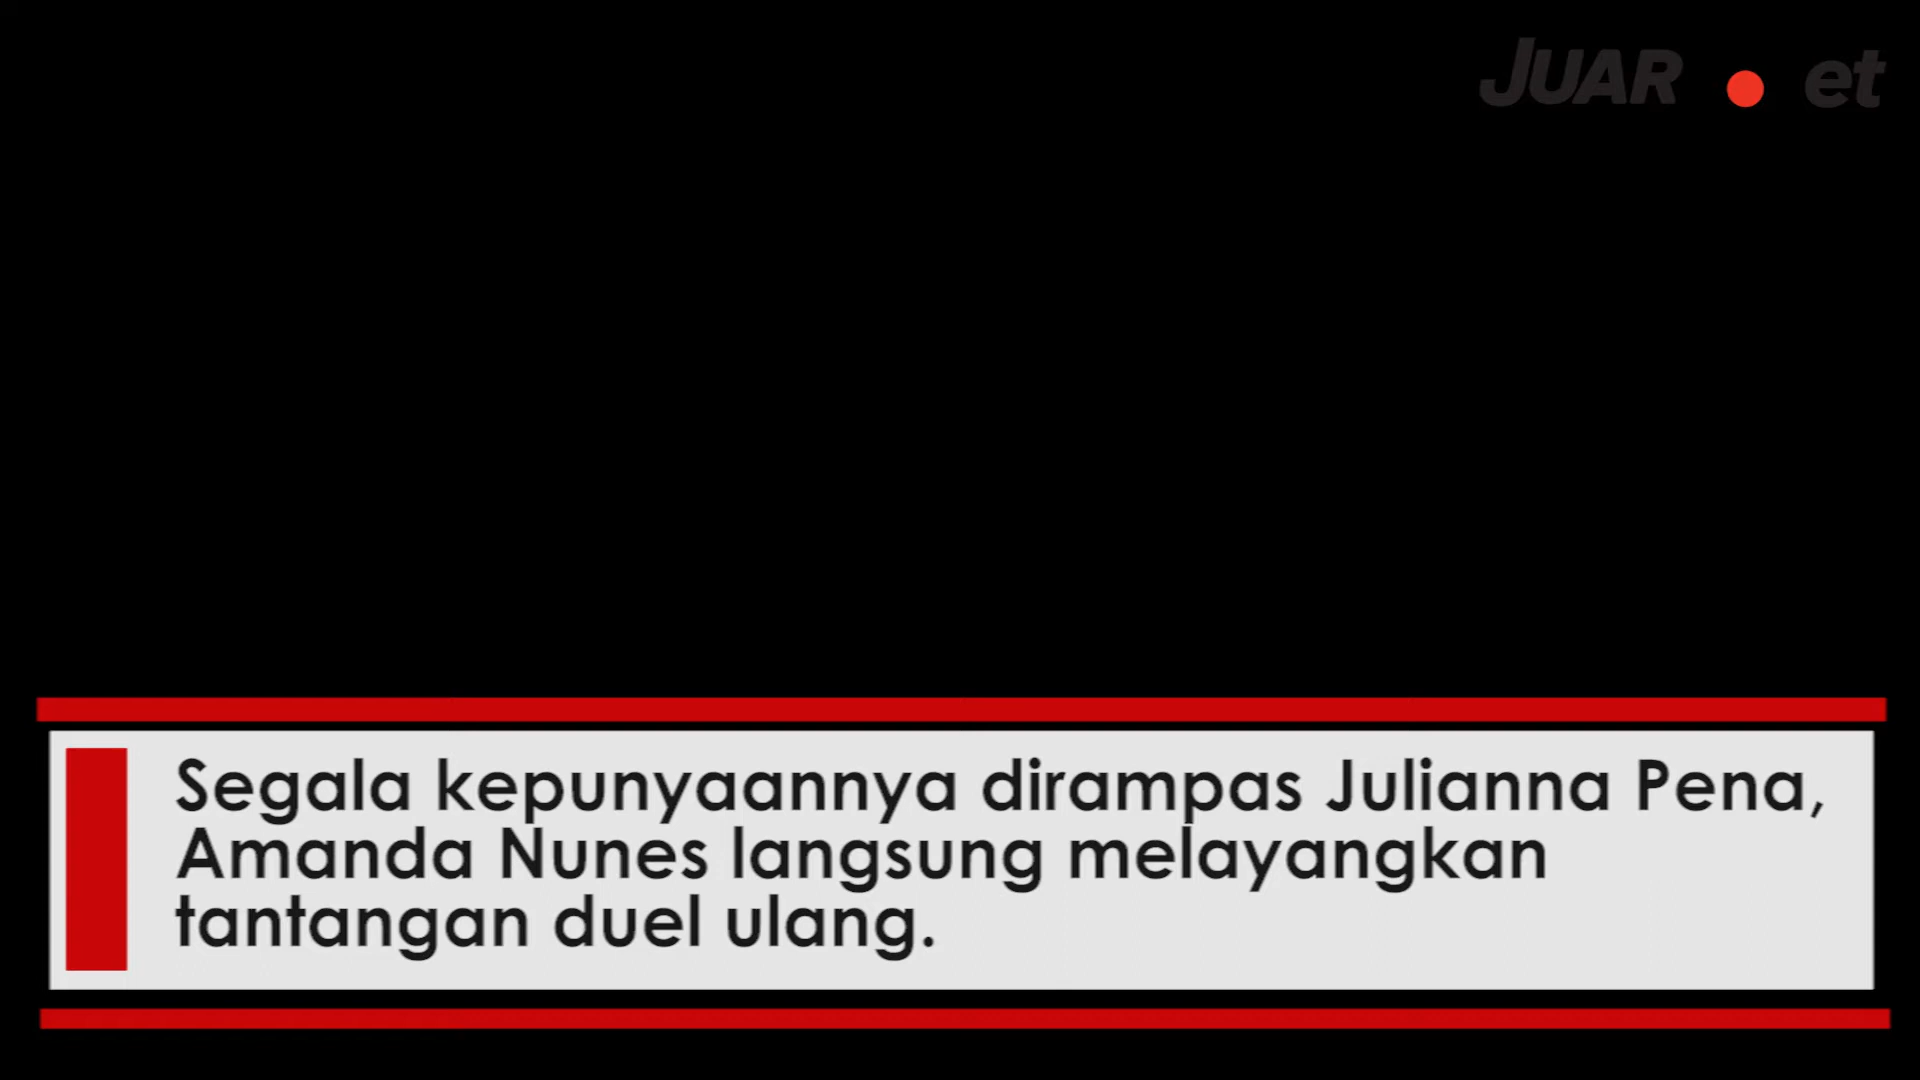 JUAR et
Segala kepunyaannya dirampas Julianna Pena,
Amanda Nunes langsung melayangkan
tantangan duel ulang.